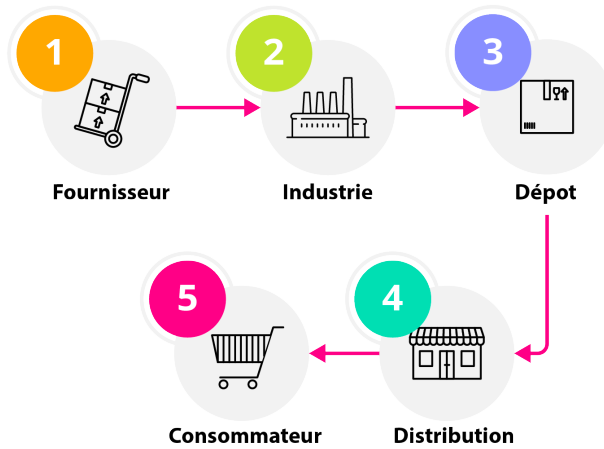 1
Fournisseur
2
Industrie
3
Dépot
4
Distribution
5
Consommateur